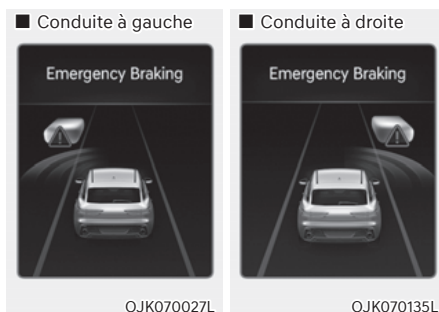 ■ Conduite à gauche
Emergency Braking
OJK070027L
■ Conduite à droite
Emergency Braking
OJK070135L